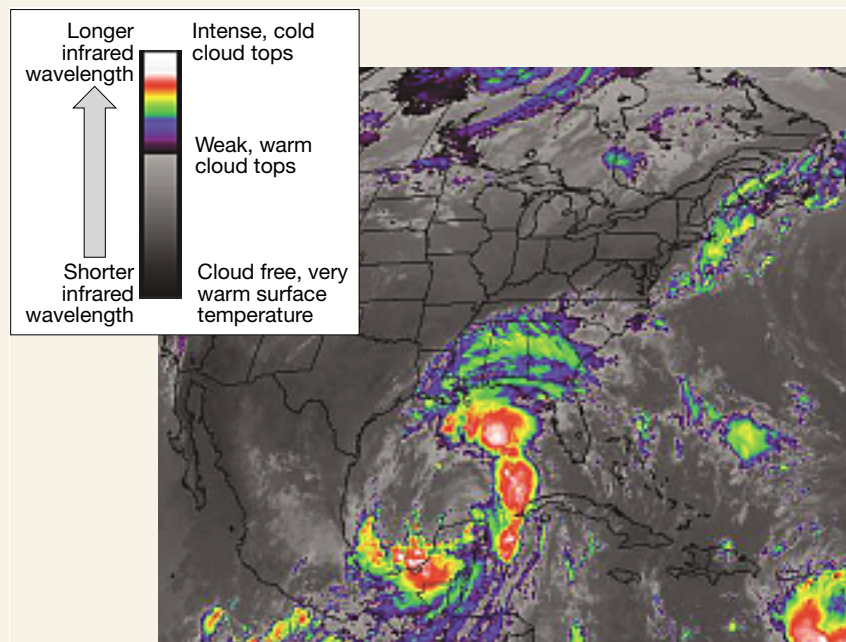 Longer
infrared
wavelength
Intense, cold
cloud tops
Weak, warm
cloud tops
Shorter
infrared
wavelength
Cloud free, very
warm surface
temperature